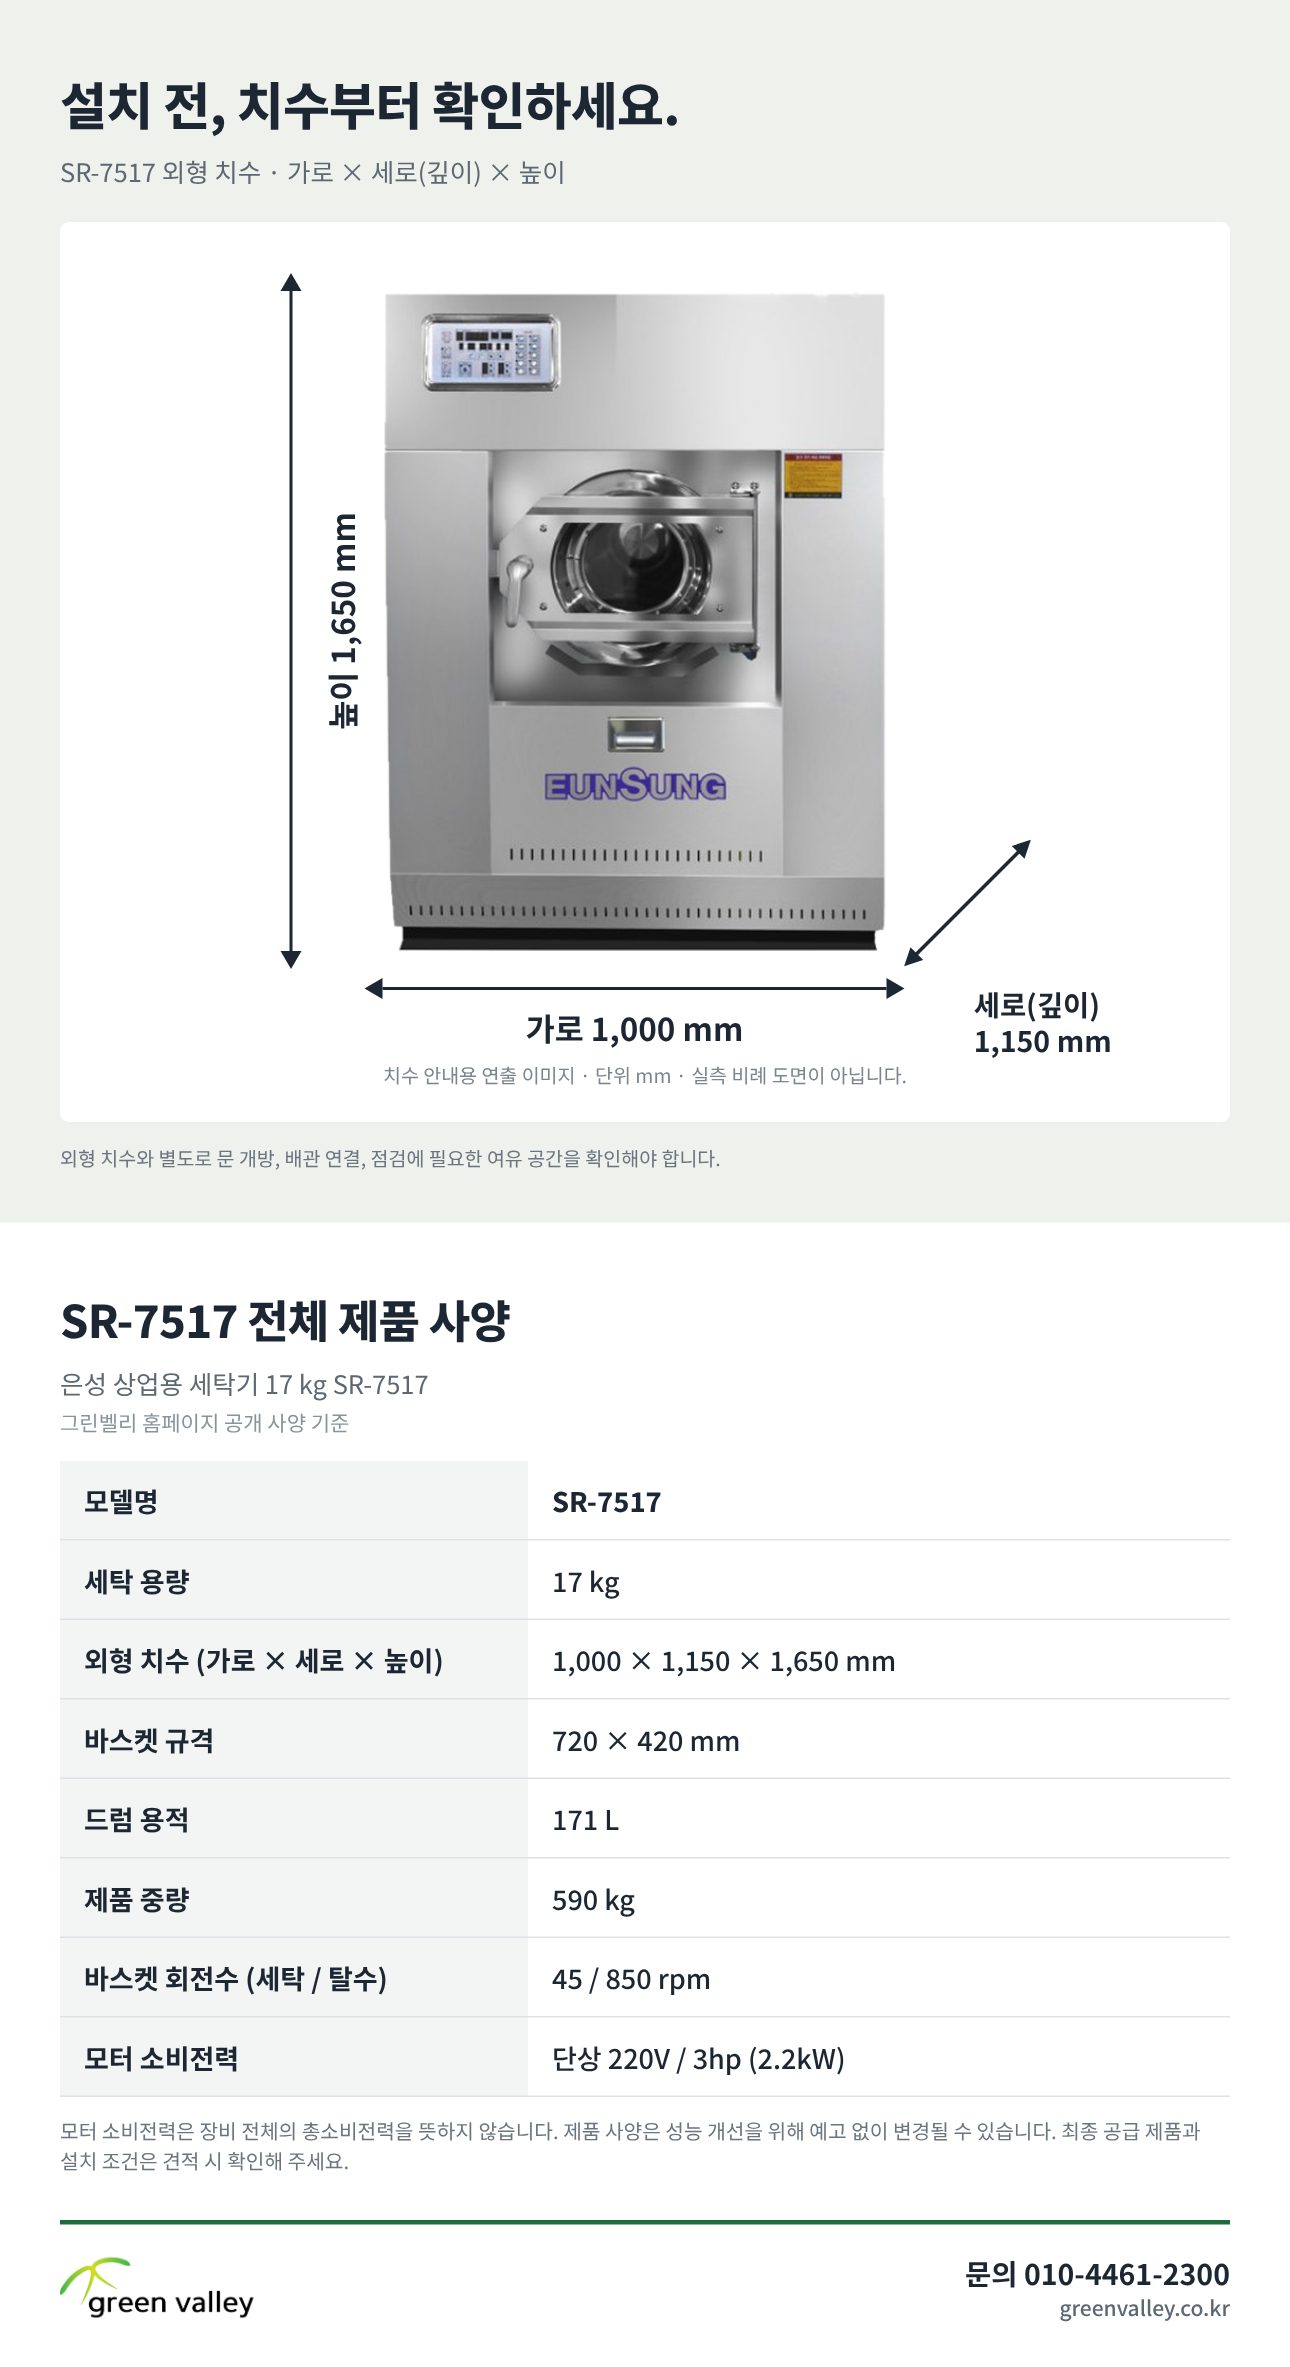 설치 전, 치수부터 확인하세요.
SR-7517 외형 치수 · 가로 × 세로(깊이) × 높이
높이 1,650 mm
EUNSUNG
가로 1,000 mm
세로(깊이)
1,150 mm
치수 안내용 연출 이미지 · 단위 mm · 실측 비례 도면이 아닙니다.
외형 치수와 별도로 문 개방, 배관 연결, 점검에 필요한 여유 공간을 확인해야 합니다.
SR-7517 전체 제품 사양
은성 상업용 세탁기 17 kg SR-7517
그린벨리 홈페이지 공개 사양 기준
모델명 SR-7517
세탁 용량 17 kg
외형 치수 (가로 × 세로 × 높이) 1,000 × 1,150 × 1,650 mm
바스켓 규격 720 × 420 mm
드럼 용적 171 L
제품 중량 590 kg
바스켓 회전수 (세탁 / 탈수) 45 / 850 rpm
모터 소비전력 단상 220V / 3hp (2.2kW)
모터 소비전력은 장비 전체의 총소비전력을 뜻하지 않습니다. 제품 사양은 성능 개선을 위해 예고 없이 변경될 수 있습니다. 최종 공급 제품과
설치 조건은 견적 시 확인해 주세요.
green valley
문의 010-4461-2300
greenvalley.co.kr